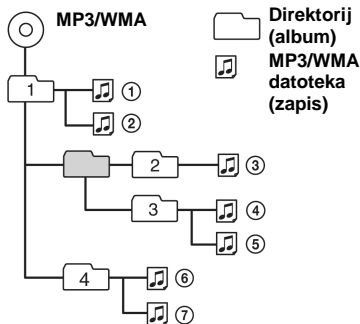 MP3/WMA
Direktorij
(album)
MP3/WMA
datoteka
(zapis)
1
①
②
2
③
3
④
⑤
4
⑥
⑦